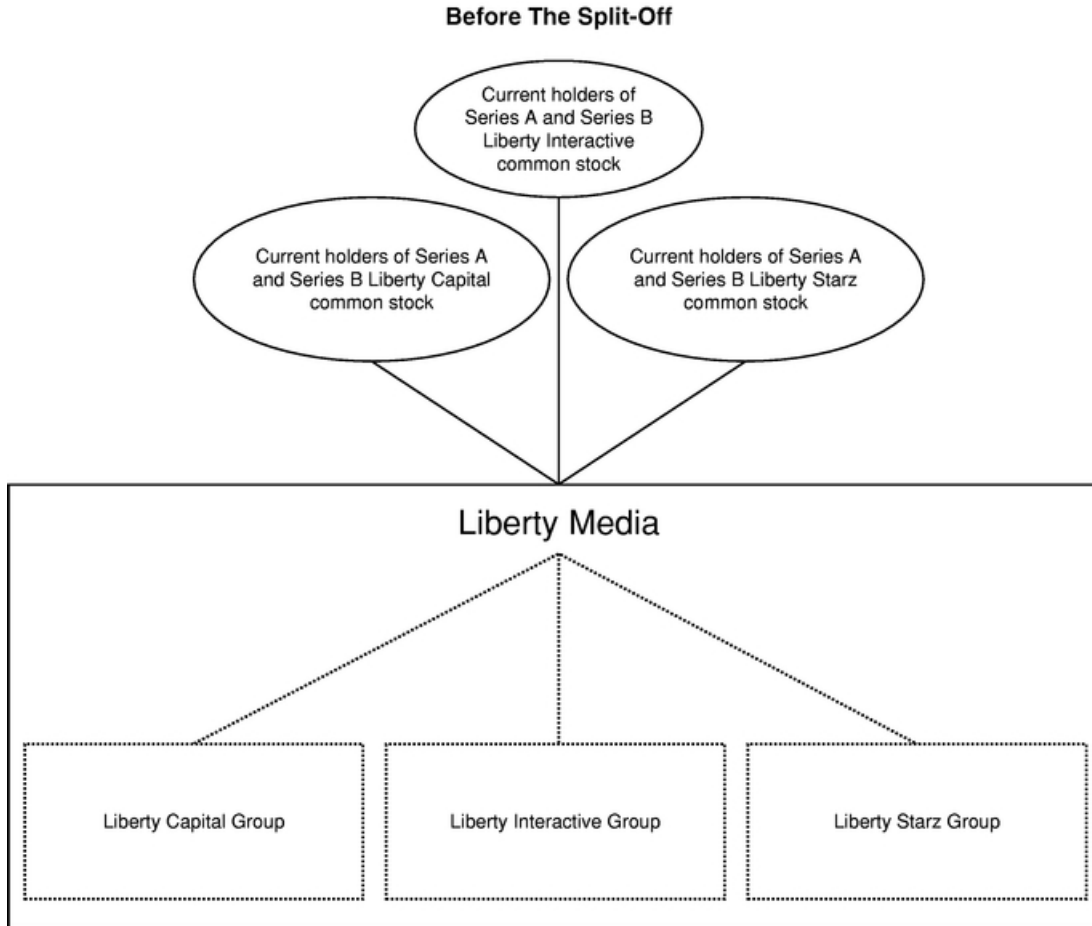 Before The Split-Off
Current holders of
Series A and Series B
Liberty Interactive
common stock
Current holders of Series A
and Series B Liberty Capital
common stock
Current holders of Series A
and Series B Liberty Starz
common stock
Liberty Media
Liberty Capital Group
Liberty Interactive Group
Liberty Starz Group